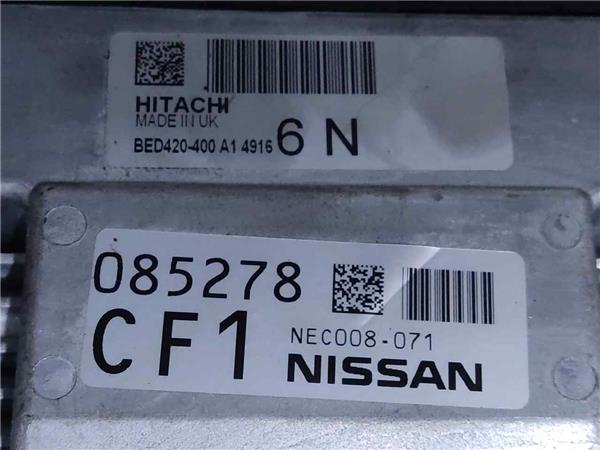 HITACHI
MADE IN UK
BED420-400 A1 4916 6 N
085278
CF1 NEC008-071
NISSAN